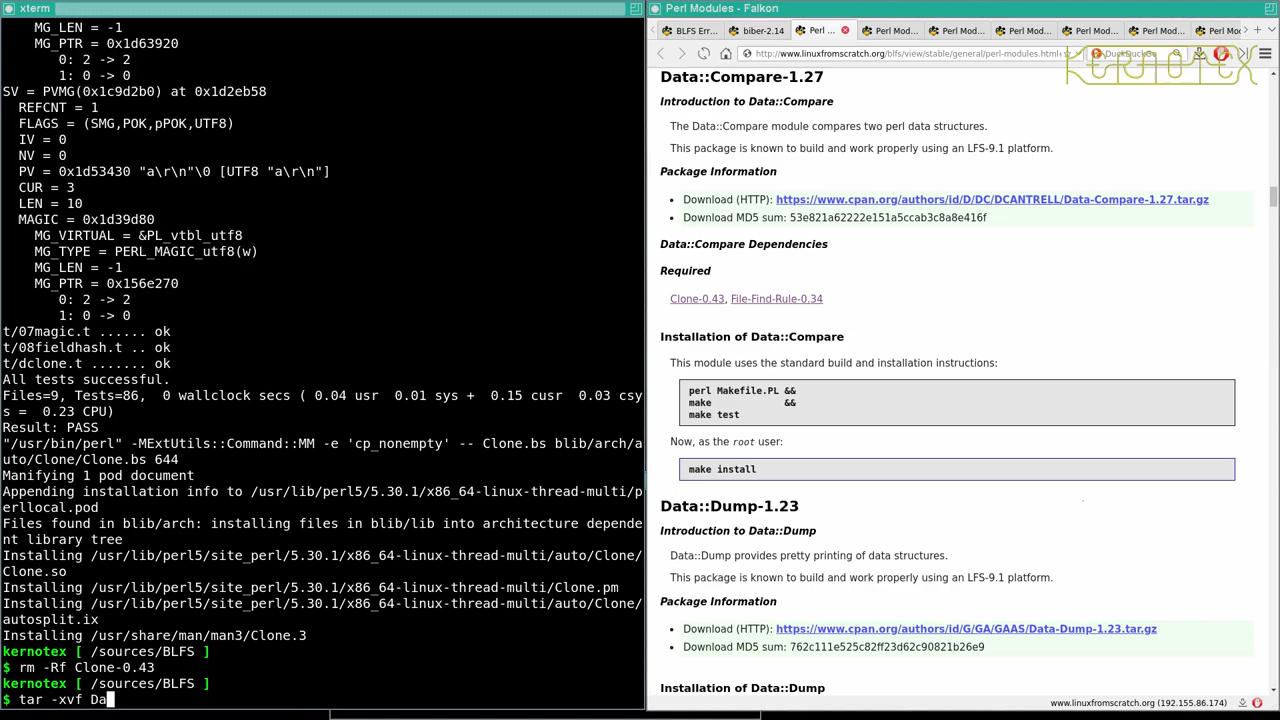 xterm
MG_LEN = -1
MG_PTR = 0x1d63920
0: 2 -> 2
1: 0 -> 0
SV = PVMG(0x1c9d2b0) at 0x1d2eb58
REFCNT = 1
FLAGS = (SMG,POK,pPOK,UTF8)
IV = 0
NV = 0
PV = 0x1d53430 "a\r\n"\0 [UTF8 "a\r\n"]
CUR = 3
LEN = 10
MAGIC = 0x1d39d80
MG_VIRTUAL = &PL_vtbl_utf8
MG_TYPE = PERL_MAGIC_utf8(w)
MG_LEN = -1
MG_PTR = 0x156e270
0: 2 -> 2
1: 0 -> 0
t/07magic.t ...... ok
t/08fieldhash.t .. ok
t/dclone.t ....... ok
All tests successful.
Files=9, Tests=86,  0 wallclock secs ( 0.04 usr  0.01 sys +  0.15 cusr  0.03 csy
s =  0.23 CPU)
Result: PASS
"/usr/bin/perl" -MExtUtils::Command::MM -e 'cp_nonempty' -- Clone.bs blib/arch/a
uto/Clone/Clone.bs 644
Manifying 1 pod document
Appending installation info to /usr/lib/perl5/5.30.1/x86_64-linux-thread-multi/p
erllocal.pod
Files found in blib/arch: installing files in blib/lib into architecture depende
nt library tree
Installing /usr/lib/perl5/site_perl/5.30.1/x86_64-linux-thread-multi/auto/Clone/
Clone.so
Installing /usr/lib/perl5/site_perl/5.30.1/x86_64-linux-thread-multi/Clone.pm
Installing /usr/lib/perl5/site_perl/5.30.1/x86_64-linux-thread-multi/auto/Clone/
autosplit.ix
Installing /usr/share/man/man3/Clone.3
kernotex [ /sources/BLFS ]
$ rm -Rf Clone-0.43
kernotex [ /sources/BLFS ]
$ tar -xvf Da
Perl Modules - Falkon
BLFS Err... biber-2.14 Perl ... Perl Mod... Perl Mod... Perl Mod... Perl Mod... Perl Mod... Perl Mo
http://www.linuxfromscratch.org/blfs/view/stable/general/perl-modules.html DuckDuckGo
KERNOTEX
Data::Compare-1.27
Introduction to Data::Compare
The Data::Compare module compares two perl data structures.
This package is known to build and work properly using an LFS-9.1 platform.
Package Information
• Download (HTTP): https://www.cpan.org/authors/id/D/DC/DCANTRELL/Data-Compare-1.27.tar.gz
• Download MD5 sum: 53e821a62222e151a5ccab3c8a8e416f
Data::Compare Dependencies
Required
Clone-0.43, File-Find-Rule-0.34
Installation of Data::Compare
This module uses the standard build and installation instructions:
perl Makefile.PL &&
make             &&
make test
Now, as the root user:
make install
Data::Dump-1.23
Introduction to Data::Dump
Data::Dump provides pretty printing of data structures.
This package is known to build and work properly using an LFS-9.1 platform.
Package Information
• Download (HTTP): https://www.cpan.org/authors/id/G/GA/GAAS/Data-Dump-1.23.tar.gz
• Download MD5 sum: 762c111e525c82ff23d62c90821b26e9
Installation of Data::Dump
www.linuxfromscratch.org (192.155.86.174)